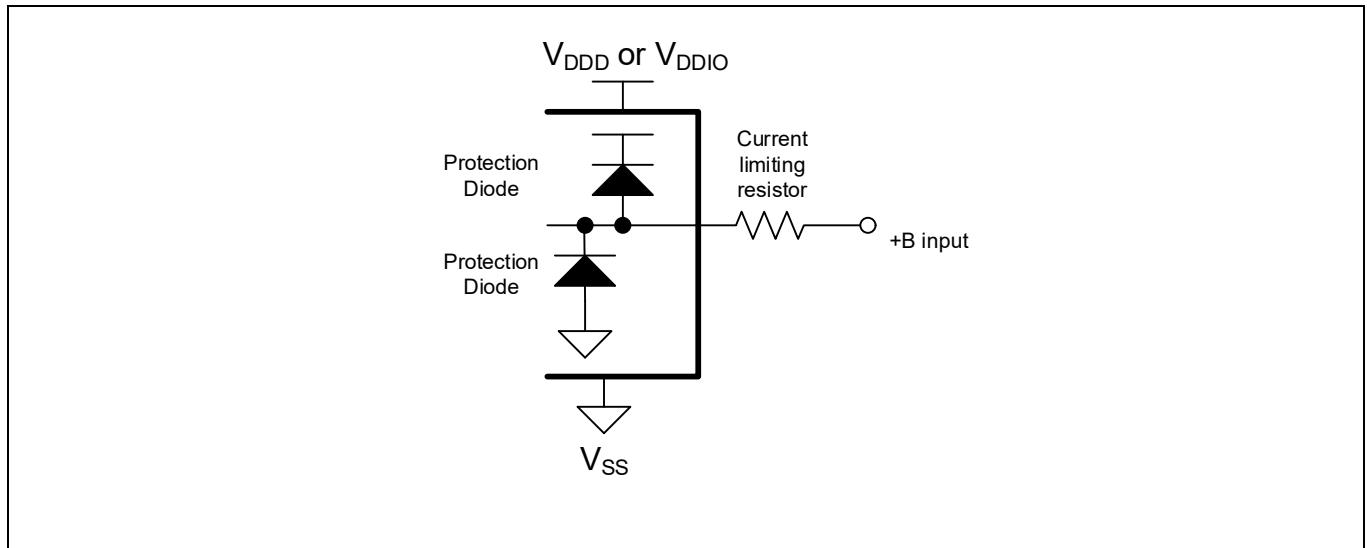 VDDD or VDDIO
Protection
Diode
Current
limiting
resistor
+B input
Protection
Diode
VSS